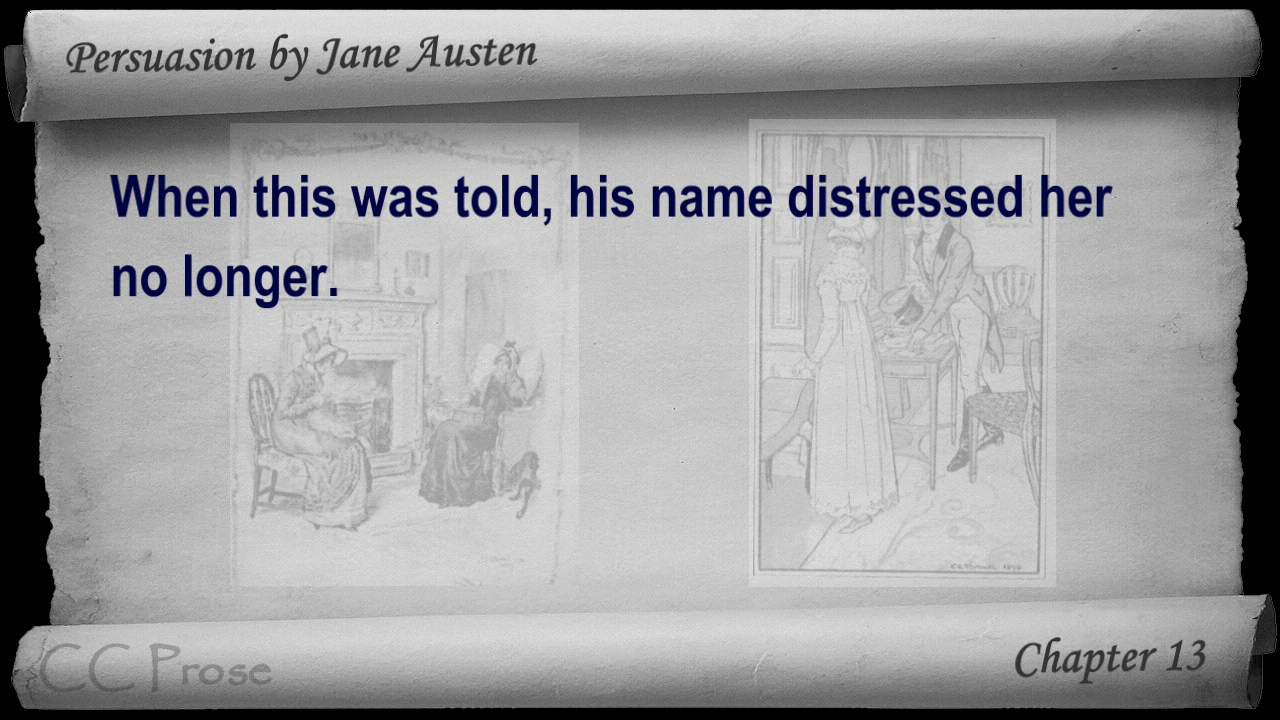 Persuasion by Jane Austen
When this was told, his name distressed her
no longer.
CC Prose
Chapter 13